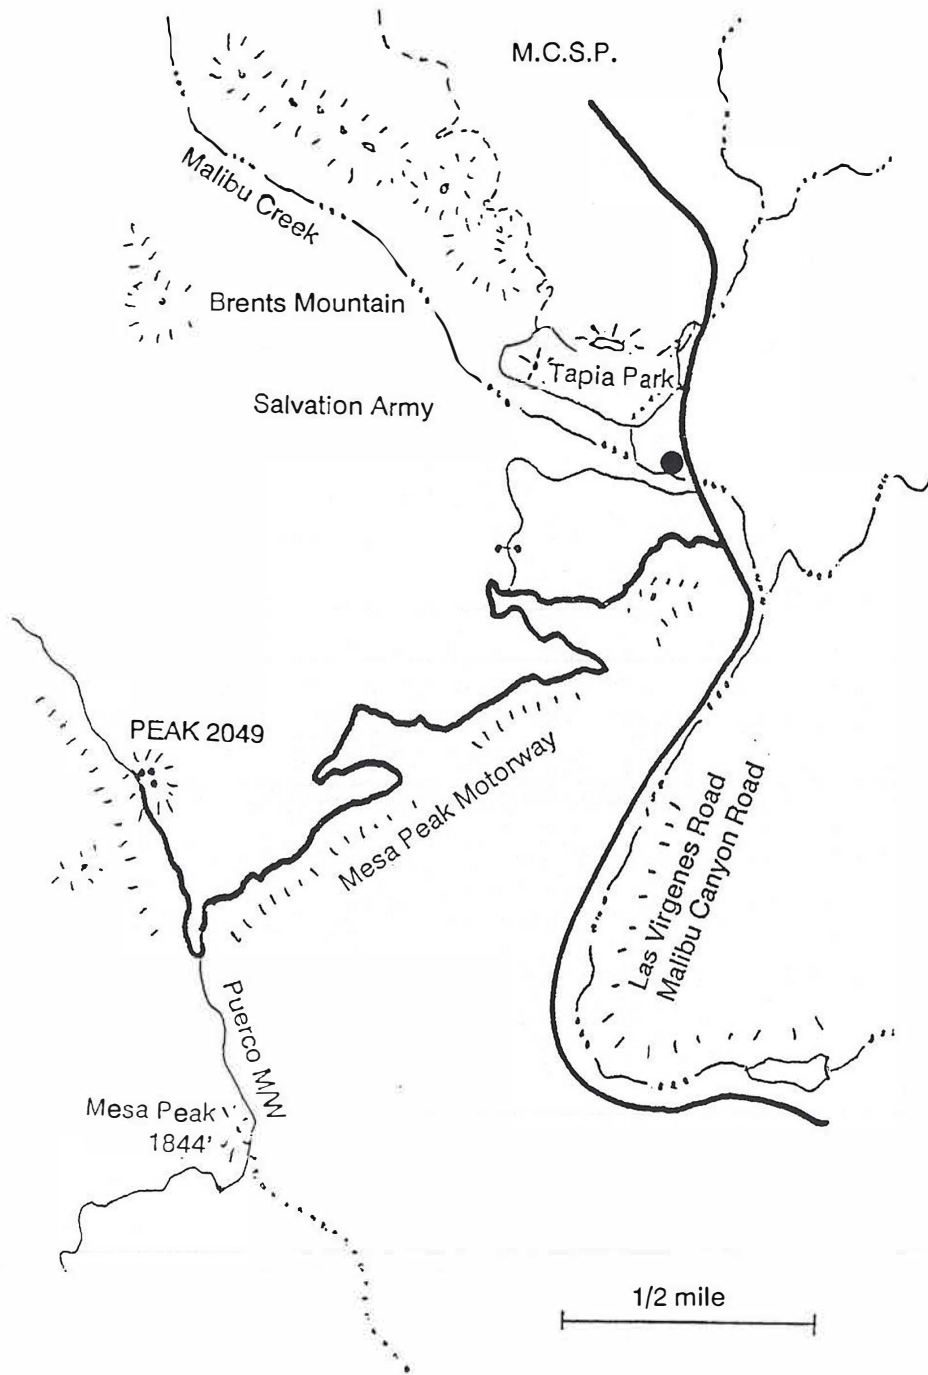 M.C.S.P.
Malibu Creek
Brents Mountain
Tapia Park
Salvation Army
PEAK 2049
Mesa Peak Motorway
Las Virgenes Road
Malibu Canyon Road
Puerco M/W
Mesa Peak
1844'
1/2 mile